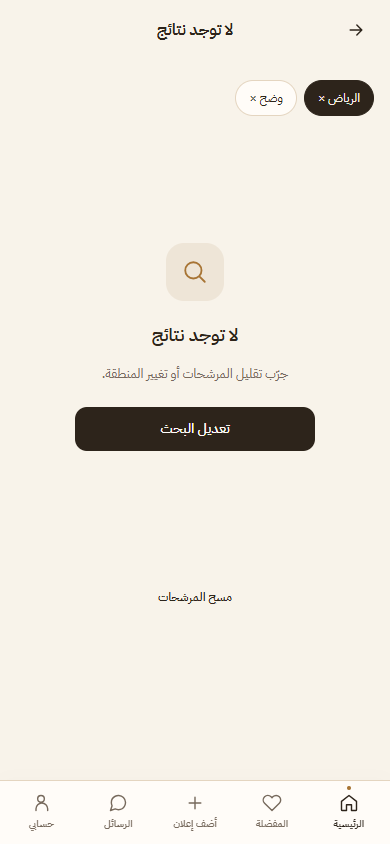 لا توجد نتائج
الرياض × وضح ×
لا توجد نتائج
جرّب تقليل المرشحات أو تغيير المنطقة.
تعديل البحث
مسح المرشحات
الرئيسية المفضلة أضف إعلان الرسائل حسابي